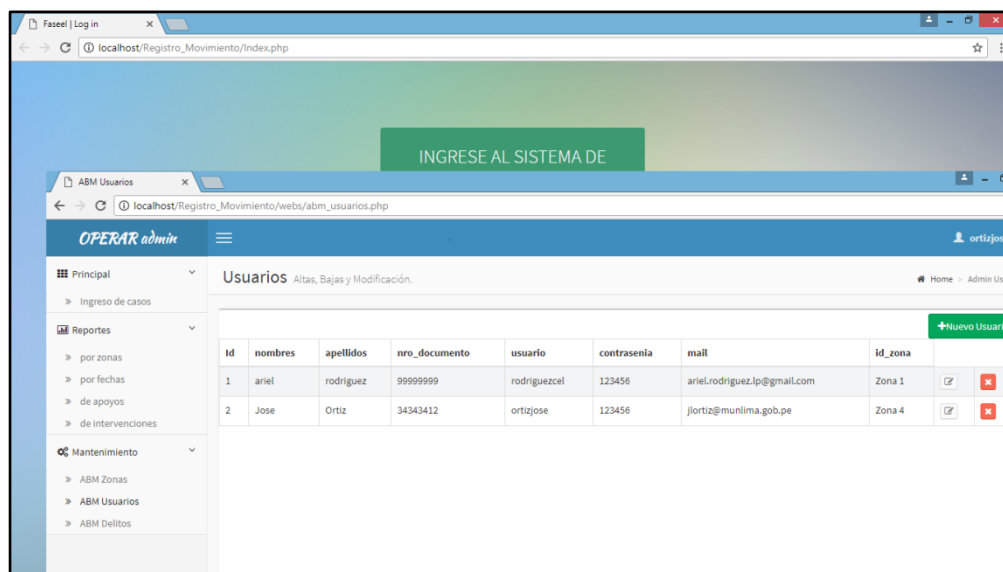 Faseel | Log in
localhost/Registro_Movimiento/Index.php
INGRESE AL SISTEMA DE
ABM Usuarios
localhost/Registro_Movimiento/webs/abm_usuarios.php
OPERAR admin
ortizjos
Principal
Ingreso de casos
Reportes
por zonas
por fechas
de apoyos
de intervenciones
Mantenimiento
ABM Zonas
ABM Usuarios
ABM Delitos
Usuarios Altas, Bajas y Modificación.
Home > Admin Us
+Nuevo Usuari
Id nombres apellidos nro_documento usuario contrasenia mail id_zona
1 ariel rodriguez 99999999 rodriguezcel 123456 ariel.rodriguez.lp@gmail.com Zona 1
2 Jose Ortiz 34343412 ortizjose 123456 jlortiz@munlima.gob.pe Zona 4